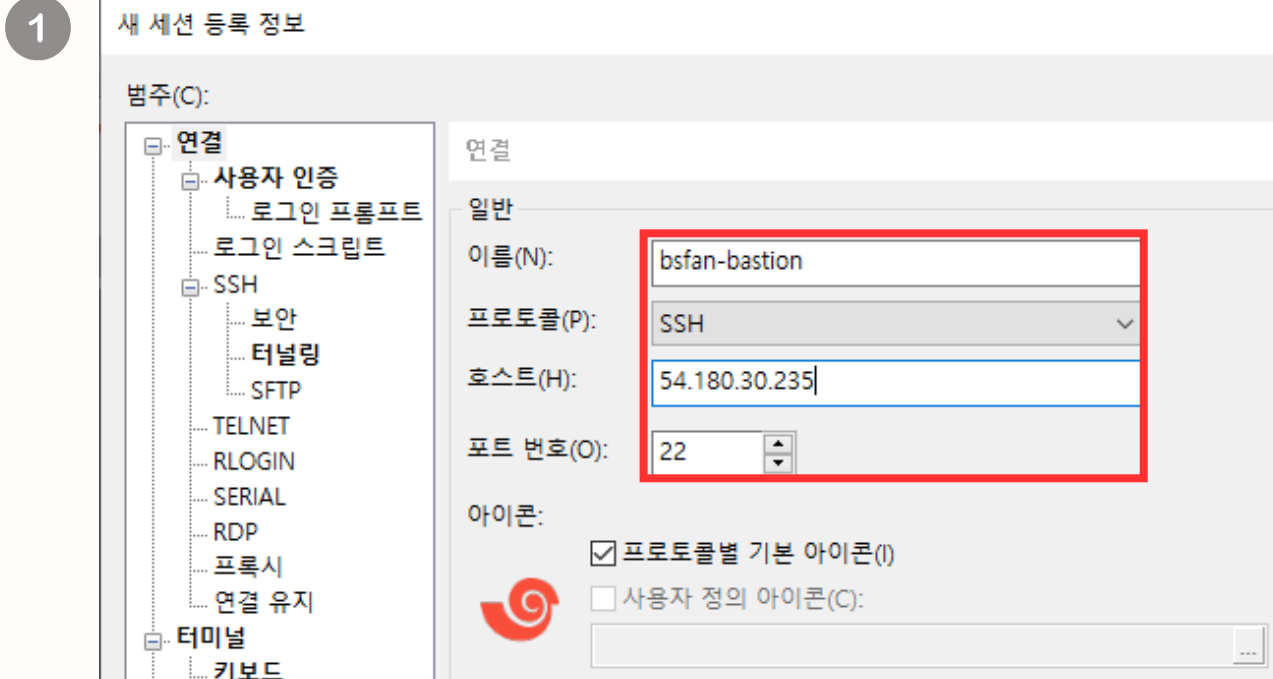 1
새 세션 등록 정보
범주(C):
연결
사용자 인증
로그인 프롬프트
로그인 스크립트
SSH
보안
터널링
SFTP
TELNET
RLOGIN
SERIAL
RDP
프록시
연결 유지
터미널
키보드
연결
일반
이름(N): bsfan-bastion
프로토콜(P): SSH
호스트(H): 54.180.30.235
포트 번호(O): 22
아이콘:
프로토콜별 기본 아이콘(I)
사용자 정의 아이콘(C):
...